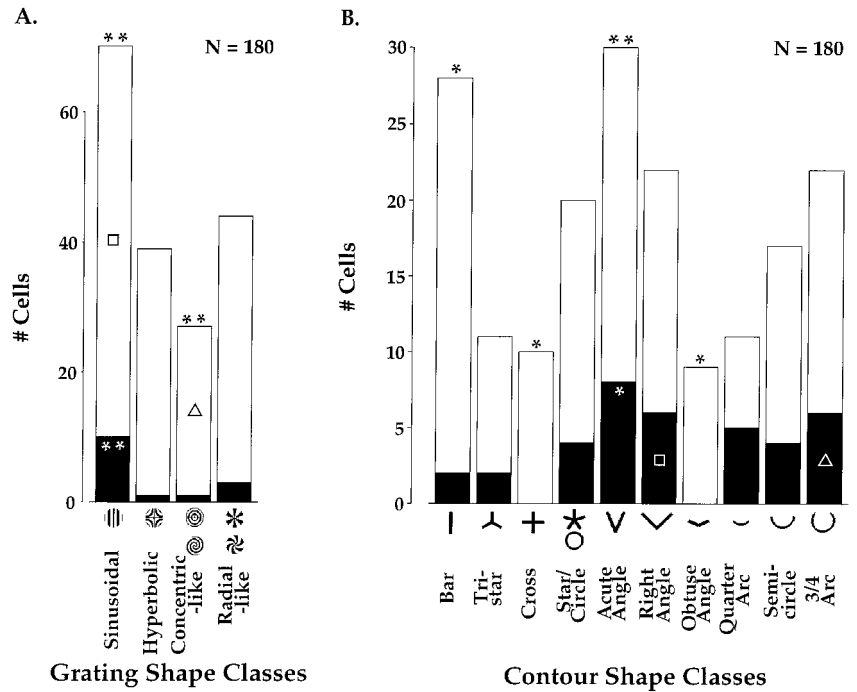 A.
N = 180
**
60
40
20
0
# Cells
**
**
Sinusoidal
Hyperbolic
Concentric
-like
Radial
-like
Grating Shape Classes
B.
N = 180
30
25
20
15
10
5
0
# Cells
*
*
**
*
*
Bar
Tri-
star
Cross
Star/
Circle
Acute
Angle
Right
Angle
Obtuse
Angle
Quarter
Arc
Semi-
circle
3/4
Arc
Contour Shape Classes